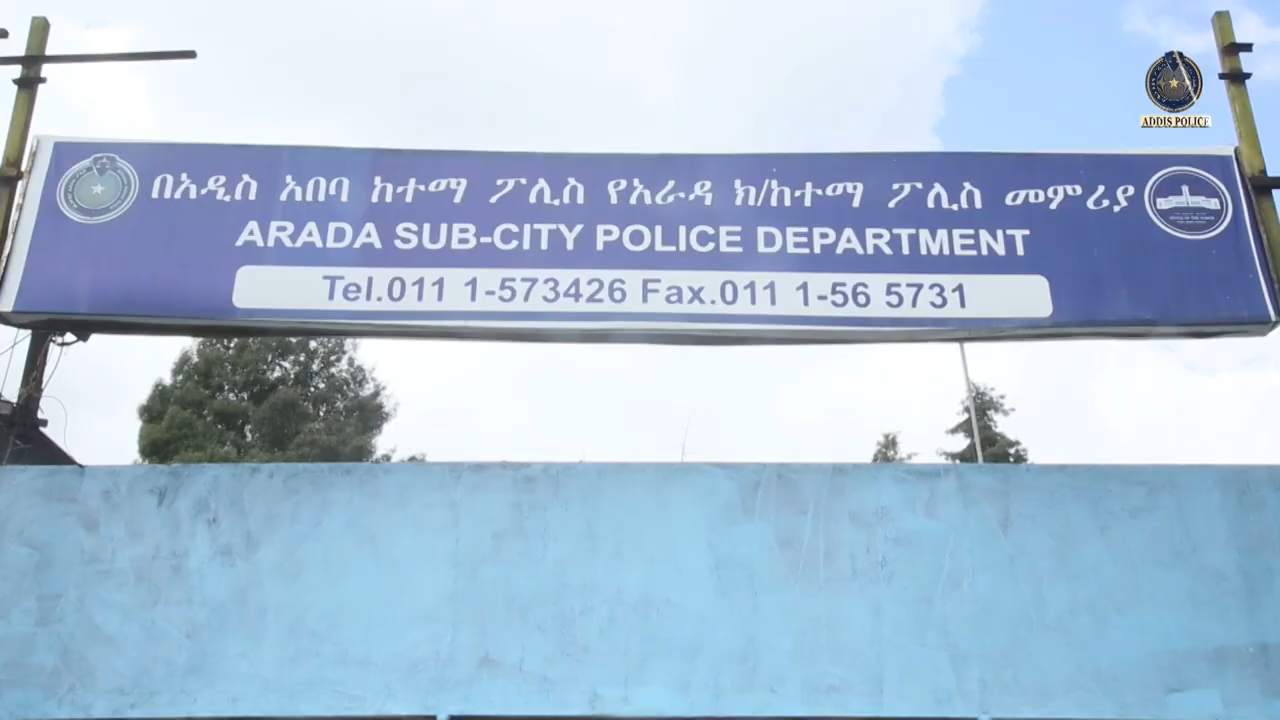 ADDIS POLICE
በአዲስ አበባ ከተማ ፖሊስ የአራዳ ክ/ከተማ ፖሊስ መምሪያ
ARADA SUB-CITY POLICE DEPARTMENT
Tel.011 1-573426 Fax.011 1-56 5731